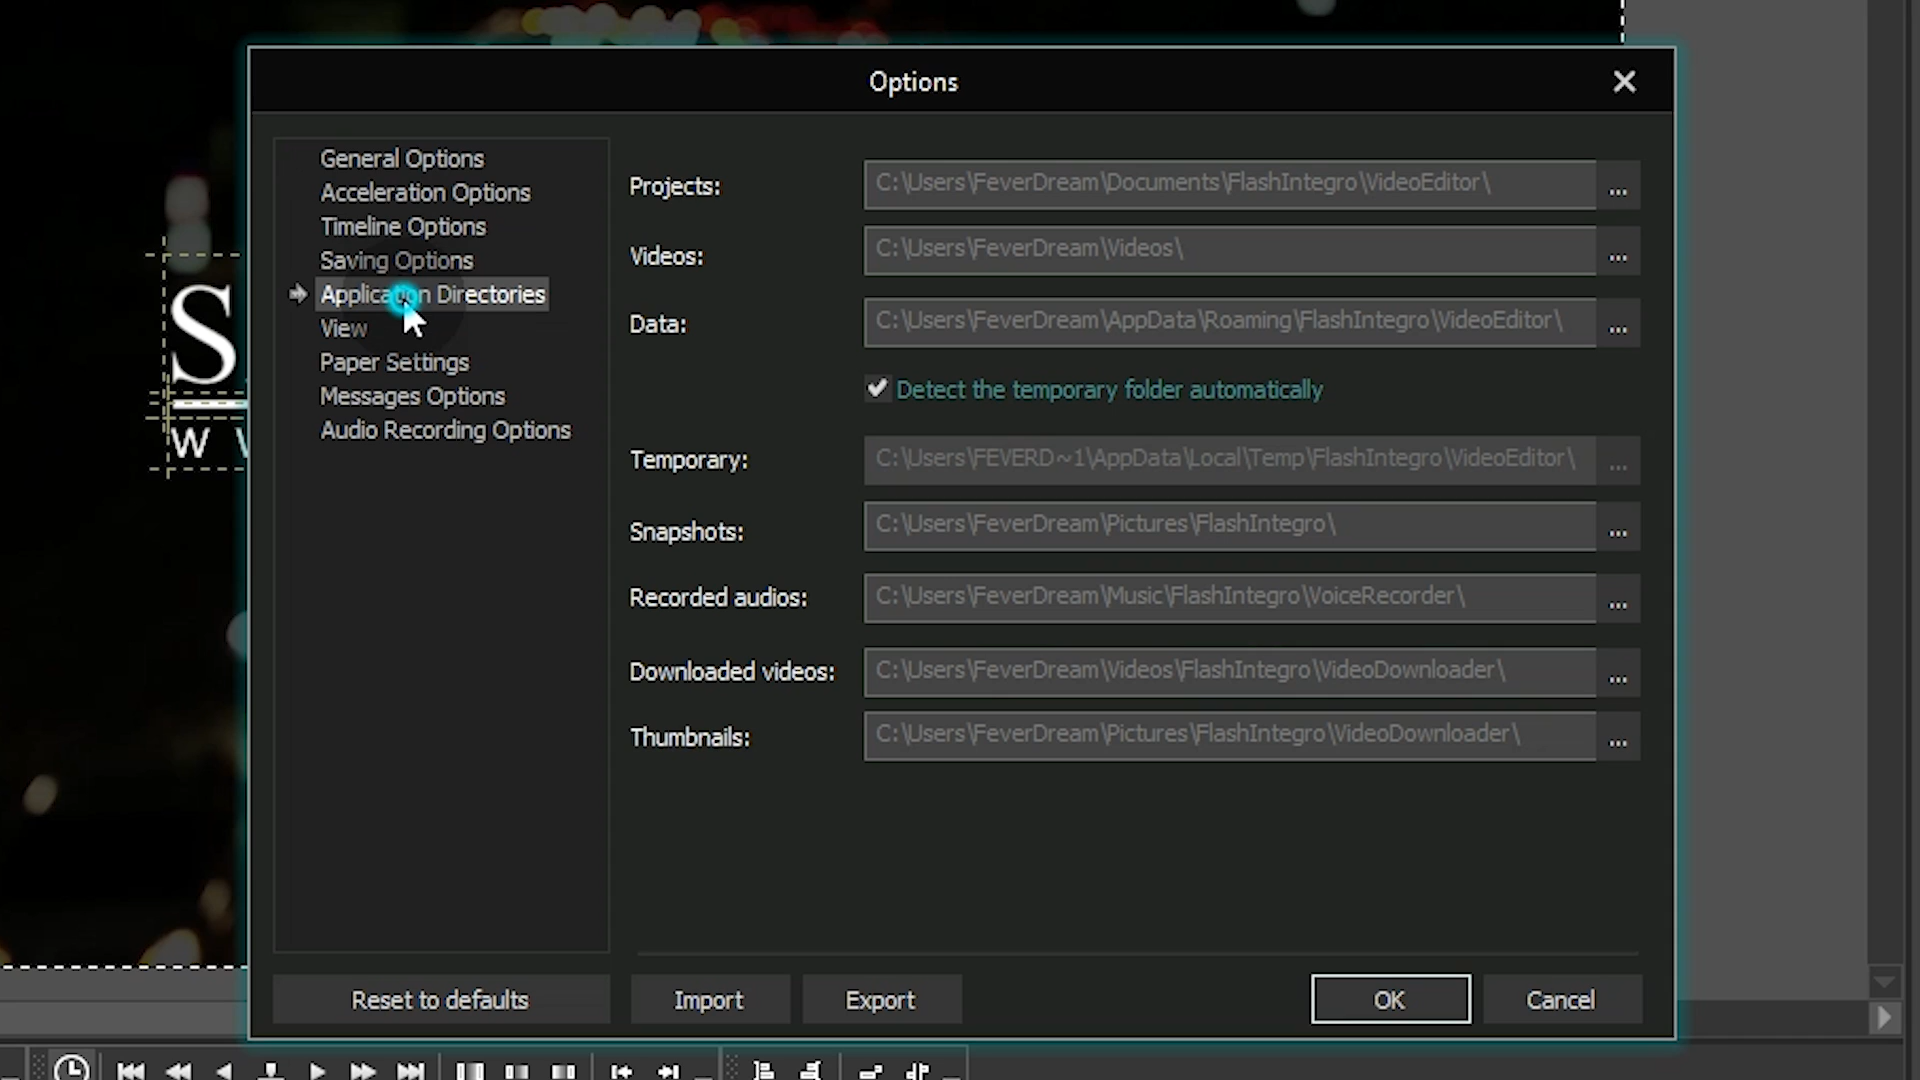 Options
General Options
Acceleration Options
Timeline Options
Saving Options
Application Directories
View
Paper Settings
Messages Options
Audio Recording Options
Projects: C:\Users\FeverDream\Documents\FlashIntegro\VideoEditor\ ...
Videos: C:\Users\FeverDream\Videos\ ...
Data: C:\Users\FeverDream\AppData\Roaming\FlashIntegro\VideoEditor\ ...
Detect the temporary folder automatically
Temporary: C:\Users\FEVERD~1\AppData\Local\Temp\FlashIntegro\VideoEditor\ ...
Snapshots: C:\Users\FeverDream\Pictures\FlashIntegro\ ...
Recorded audios: C:\Users\FeverDream\Music\FlashIntegro\VoiceRecorder\ ...
Downloaded videos: C:\Users\FeverDream\Videos\FlashIntegro\VideoDownloader\ ...
Thumbnails: C:\Users\FeverDream\Pictures\FlashIntegro\VideoDownloader\ ...
Reset to defaults Import Export OK Cancel